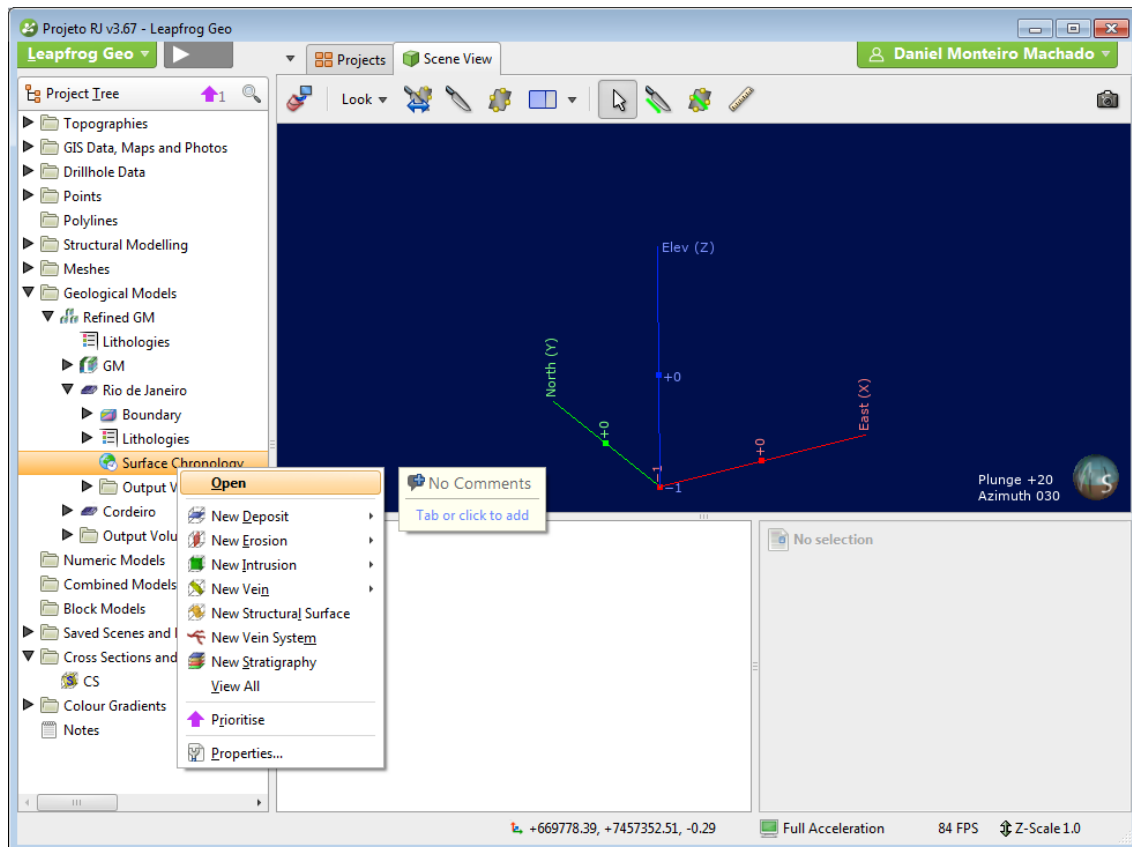 Projeto RJ v3.67 - Leapfrog Geo
Leapfrog Geo
Projects
Scene View
Daniel Monteiro Machado
Project Tree
1
Look
Topographies
GIS Data, Maps and Photos
Drillhole Data
Points
Polylines
Structural Modelling
Meshes
Geological Models
Refined GM
Lithologies
GM
Rio de Janeiro
Boundary
Lithologies
Surface Chronology
Output V
Cordeiro
Output Volu
Numeric Models
Combined Models
Block Models
Saved Scenes and
Cross Sections and
CS
Colour Gradients
Notes
Open
New Deposit
New Erosion
New Intrusion
New Vein
New Structural Surface
New Vein System
New Stratigraphy
View All
Prioritise
Properties...
No Comments
Tab or click to add
Elev (Z)
+0
North (Y)
+0
East (X)
+0
-1
Plunge +20
Azimuth 030
No selection
+669778.39, +7457352.51, -0.29
Full Acceleration
84 FPS
Z-Scale 1.0